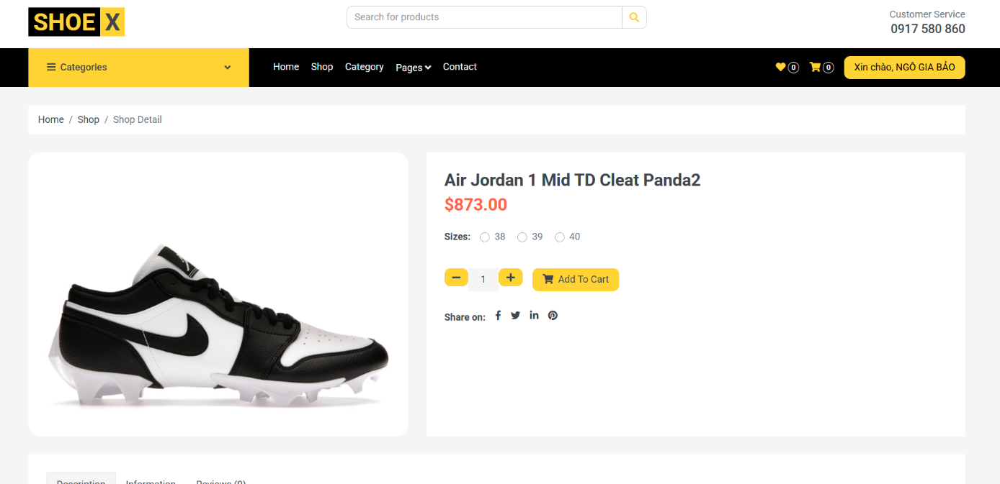 SHOE X
Search for products
Customer Service
0917 580 860
Categories
Home Shop Category Pages Contact
0 0 Xin chào, NGÔ GIA BẢO
Home / Shop / Shop Detail
Air Jordan 1 Mid TD Cleat Panda2
$873.00
Sizes: 38 39 40
1 Add To Cart
Share on:
Description Information Reviews (0)